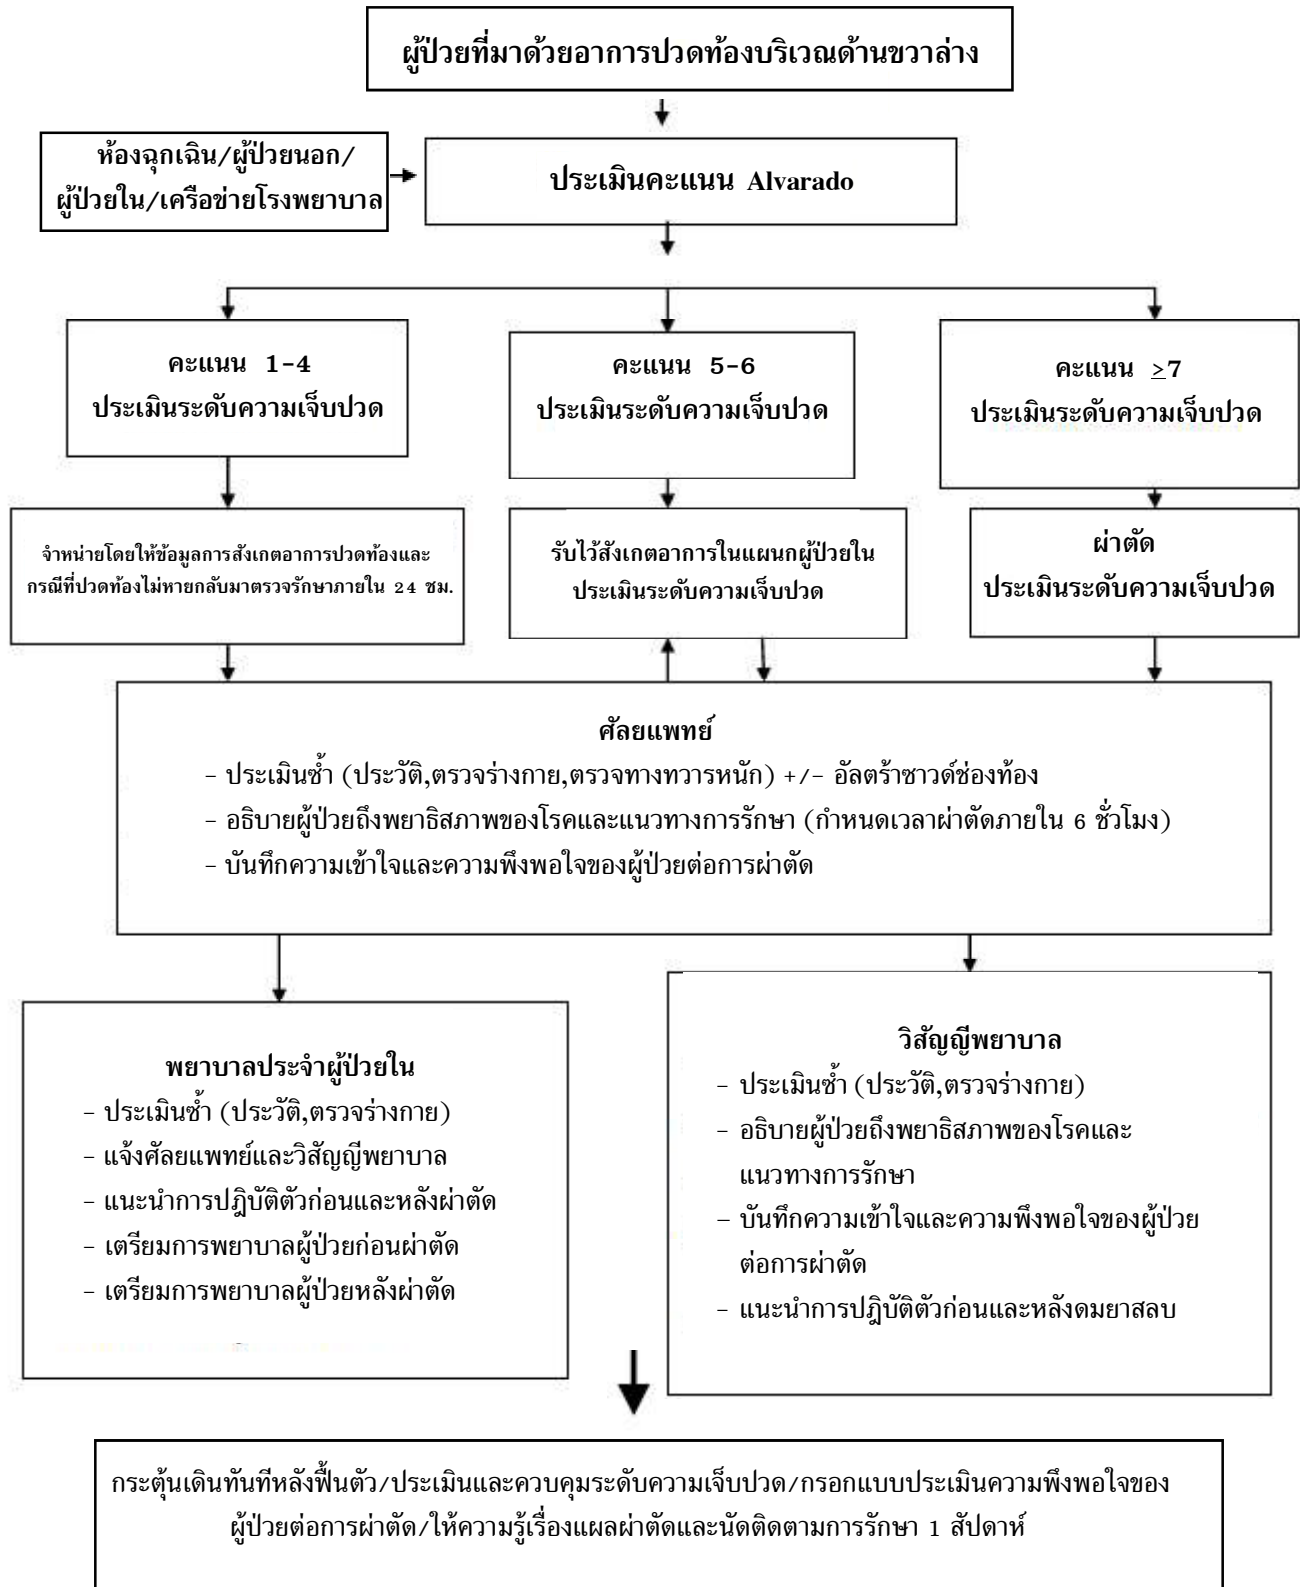 ผู้ป่วยที่มาด้วยอาการปวดท้องบริเวณด้านขวาล่าง
ห้องฉุกเฉิน/ผู้ป่วยนอก/
ผู้ป่วยใน/เครือข่ายโรงพยาบาล
ประเมินคะแนน Alvarado
คะแนน 1-4
ประเมินระดับความเจ็บปวด
คะแนน 5-6
ประเมินระดับความเจ็บปวด
คะแนน ≥7
ประเมินระดับความเจ็บปวด
จำหน่ายโดยให้ข้อมูลการสังเกตอาการปวดท้องและ
กรณีที่ปวดท้องไม่หายกลับมาตรวจรักษาภายใน 24 ชม.
รับไว้สังเกตอาการในแผนกผู้ป่วยใน
ประเมินระดับความเจ็บปวด
ผ่าตัด
ประเมินระดับความเจ็บปวด
ศัลยแพทย์
- ประเมินซ้ำ (ประวัติ,ตรวจร่างกาย,ตรวจทางทวารหนัก) +/- อัลตร้าซาวด์ช่องท้อง
- อธิบายผู้ป่วยถึงพยาธิสภาพของโรคและแนวทางการรักษา (กำหนดเวลาผ่าตัดภายใน 6 ชั่วโมง)
- บันทึกความเข้าใจและความพึงพอใจของผู้ป่วยต่อการผ่าตัด
พยาบาลประจำผู้ป่วยใน
- ประเมินซ้ำ (ประวัติ,ตรวจร่างกาย)
- แจ้งศัลยแพทย์และวิสัญญีพยาบาล
- แนะนำการปฎิบัติตัวก่อนและหลังผ่าตัด
- เตรียมการพยาบาลผู้ป่วยก่อนผ่าตัด
- เตรียมการพยาบาลผู้ป่วยหลังผ่าตัด
วิสัญญีพยาบาล
- ประเมินซ้ำ (ประวัติ,ตรวจร่างกาย)
- อธิบายผู้ป่วยถึงพยาธิสภาพของโรคและ
แนวทางการรักษา
- บันทึกความเข้าใจและความพึงพอใจของผู้ป่วย
ต่อการผ่าตัด
- แนะนำการปฎิบัติตัวก่อนและหลังดมยาสลบ
กระตุ้นเดินทันทีหลังฟื้นตัว/ประเมินและควบคุมระดับความเจ็บปวด/กรอกแบบประเมินความพึงพอใจของ
ผู้ป่วยต่อการผ่าตัด/ให้ความรู้เรื่องแผลผ่าตัดและนัดติดตามการรักษา 1 สัปดาห์